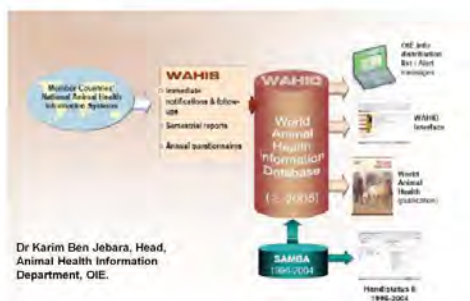 Member Countries'
National Animal Health
Information Systems
WAHIS
Immediate
notifications & follow-
ups
Semestrial reports
Annual questionnaires
WAHID
World
Animal
Health
Information
Database
OIE Info
distribution
list / Alert
messages
WAHID
Interface
World
Animal
Health
(publication)
SAMBA
1996-2004
Handistatus II
1996-2004
Dr Karim Ben Jebara, Head,
Animal Health Information
Department, OIE.